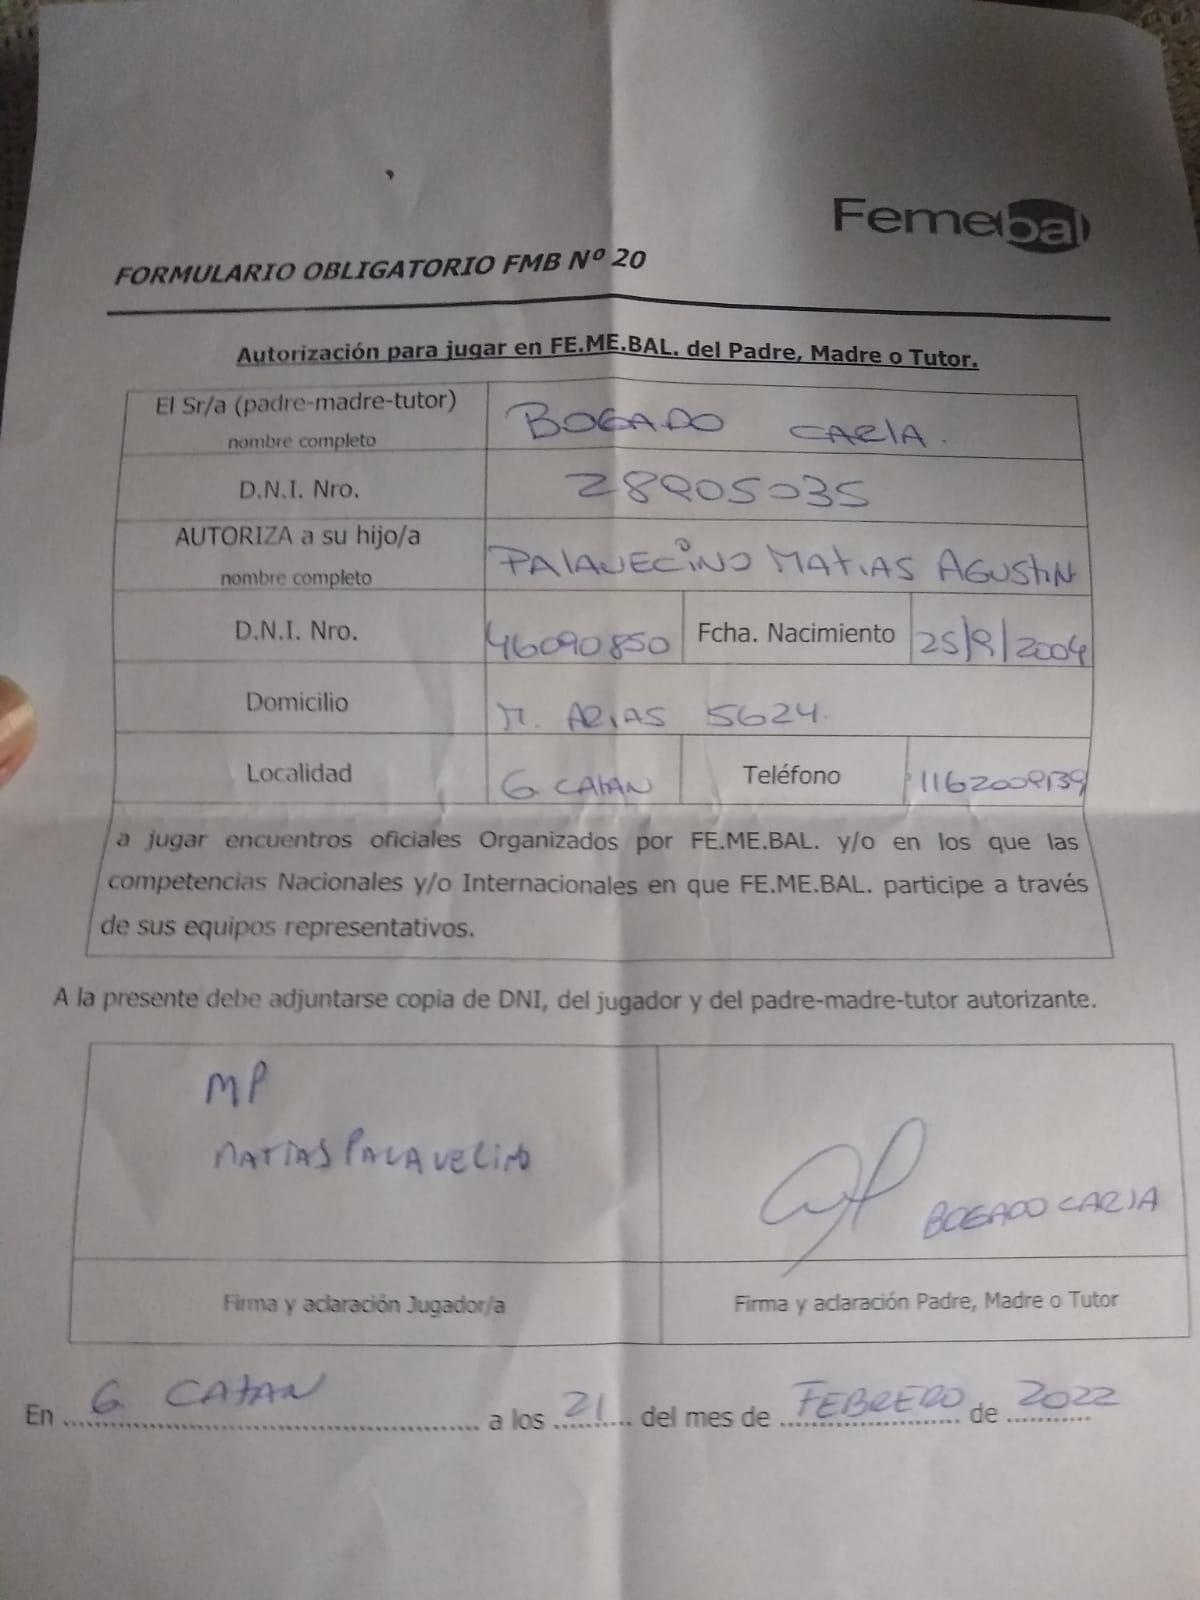 Femebal
FORMULARIO OBLIGATORIO FMB Nº 20
Autorización para jugar en FE.ME.BAL. del Padre, Madre o Tutor.
El Sr/a (padre-madre-tutor)
nombre completo
BOGADO CARlA.
D.N.I. Nro.
28905035
AUTORIZA a su hijo/a
nombre completo
PAlAVECiNO MATIAS AGUStiN
D.N.I. Nro.
46090850
Fcha. Nacimiento
25/9/2004
Domicilio
M. ARIAS 5624.
Localidad
G CAtAN
Teléfono
1162009139
a jugar encuentros oficiales Organizados por FE.ME.BAL. y/o en los que las
competencias Nacionales y/o Internacionales en que FE.ME.BAL. participe a través
de sus equipos representativos.
A la presente debe adjuntarse copia de DNI, del jugador y del padre-madre-tutor autorizante.
MP
MATIAS PALAVECINO
BOGADO CARlA
Firma y aclaración Jugador/a
Firma y aclaración Padre, Madre o Tutor
En G. CAtAN a los 21 del mes de FEBRERO de 2022